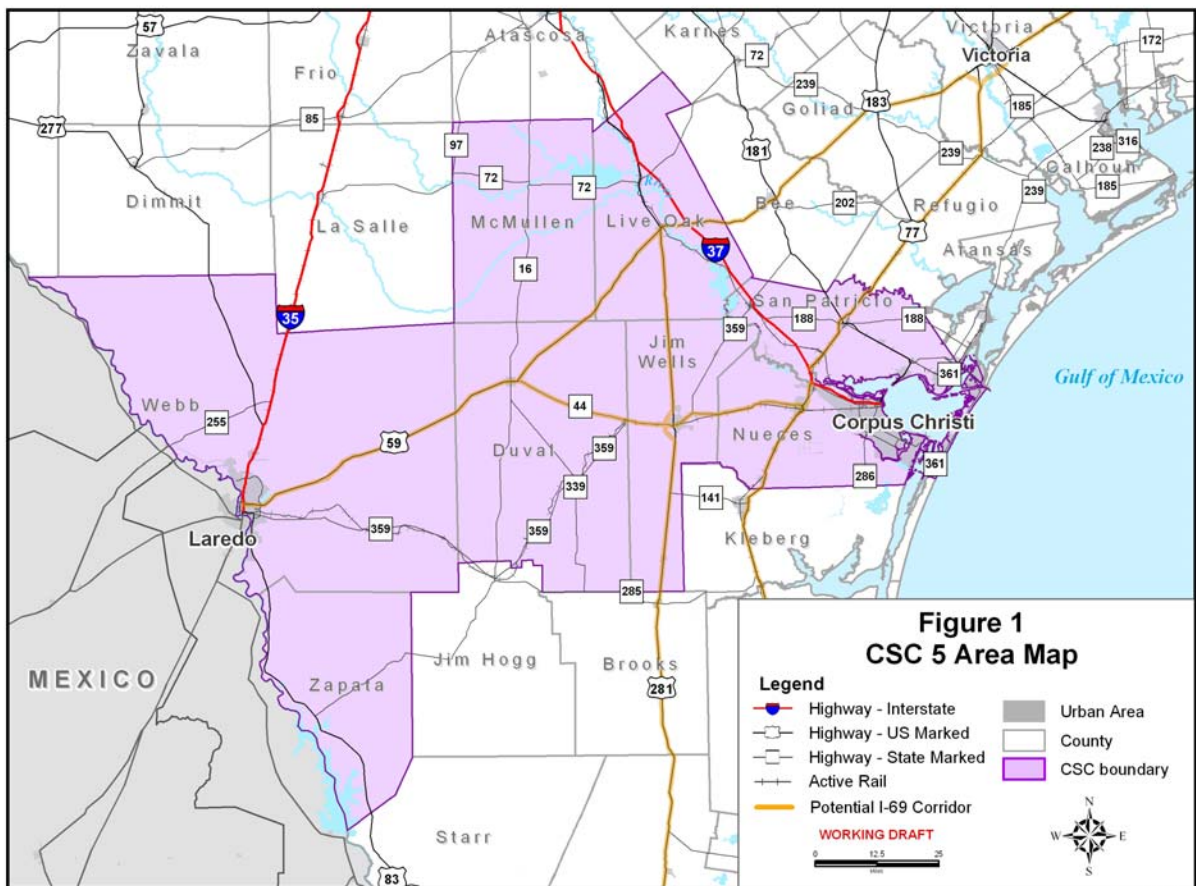 57
Zavala
Atascosa
Karnes
Victoria
Victoria
172
Frio
72
239
Goliad
183
185
277
85
97
181
239
238
316
Calhoun
Dimmit
72
72
Bee
239
185
La Salle
McMullen
Live Oak
202
Refugio
77
Aransas
16
37
35
San Patricio
359
188
188
Jim
Wells
361
Gulf of Mexico
Webb
255
44
59
Nueces
Corpus Christi
Duval
359
361
339
286
141
Laredo
359
359
Kleberg
285
MEXICO
Zapata
Jim Hogg
Brooks
281
Starr
83
Figure 1
CSC 5 Area Map
Legend
Highway - Interstate
Highway - US Marked
Highway - State Marked
Active Rail
Potential I-69 Corridor
Urban Area
County
CSC boundary
WORKING DRAFT
0 12.5 25
Miles
N
W E
S